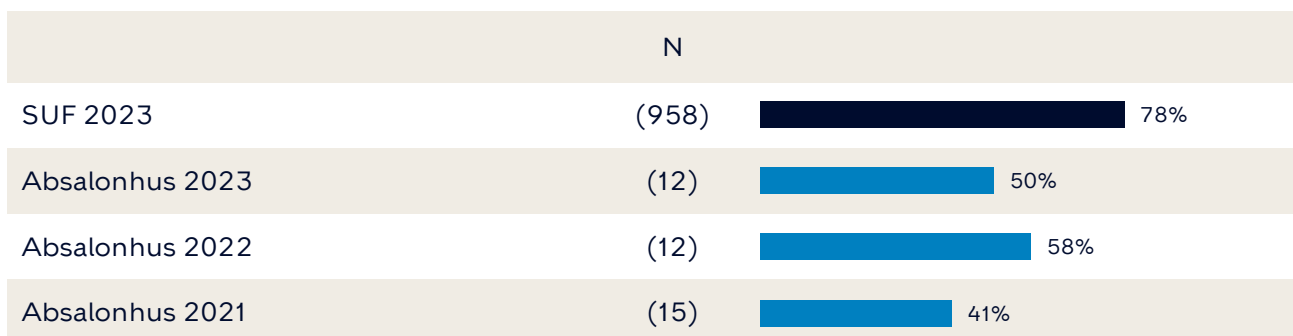 N
SUF 2023 (958) 78%
Absalonhus 2023 (12) 50%
Absalonhus 2022 (12) 58%
Absalonhus 2021 (15) 41%